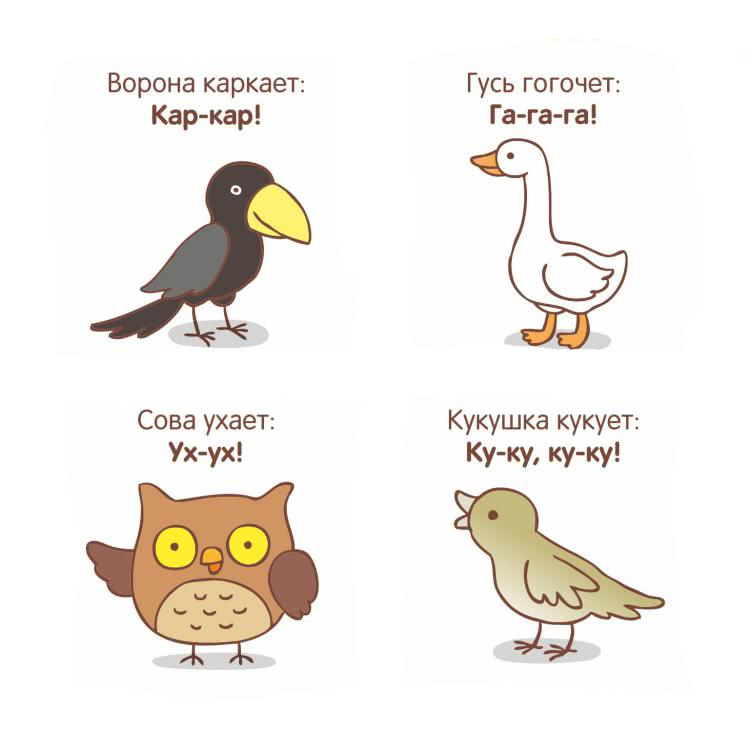 Ворона каркает:
Кар-кар!
Гусь гогочет:
Га-га-га!
Сова ухает:
Ух-ух!
Кукушка кукует:
Ку-ку, ку-ку!